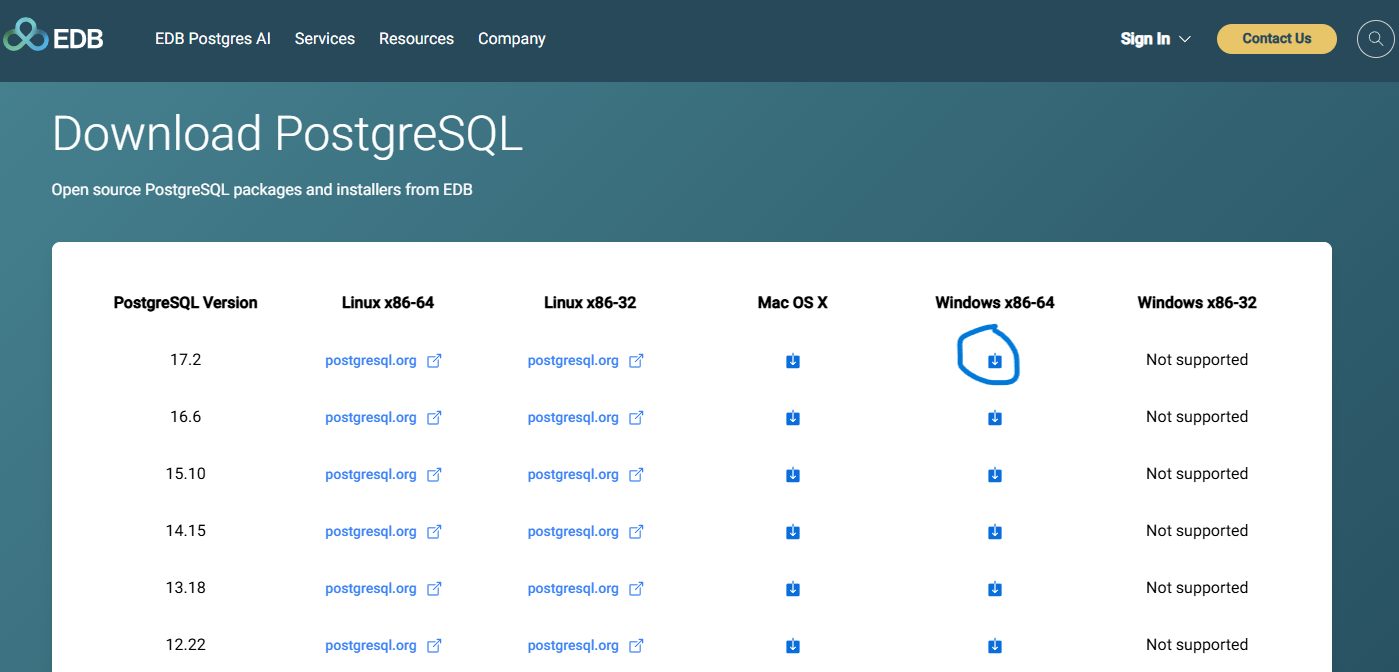 EDB EDB Postgres AI Services Resources Company Sign In Contact Us
Download PostgreSQL
Open source PostgreSQL packages and installers from EDB
PostgreSQL Version Linux x86-64 Linux x86-32 Mac OS X Windows x86-64 Windows x86-32
17.2 postgresql.org postgresql.org Not supported
16.6 postgresql.org postgresql.org Not supported
15.10 postgresql.org postgresql.org Not supported
14.15 postgresql.org postgresql.org Not supported
13.18 postgresql.org postgresql.org Not supported
12.22 postgresql.org postgresql.org Not supported